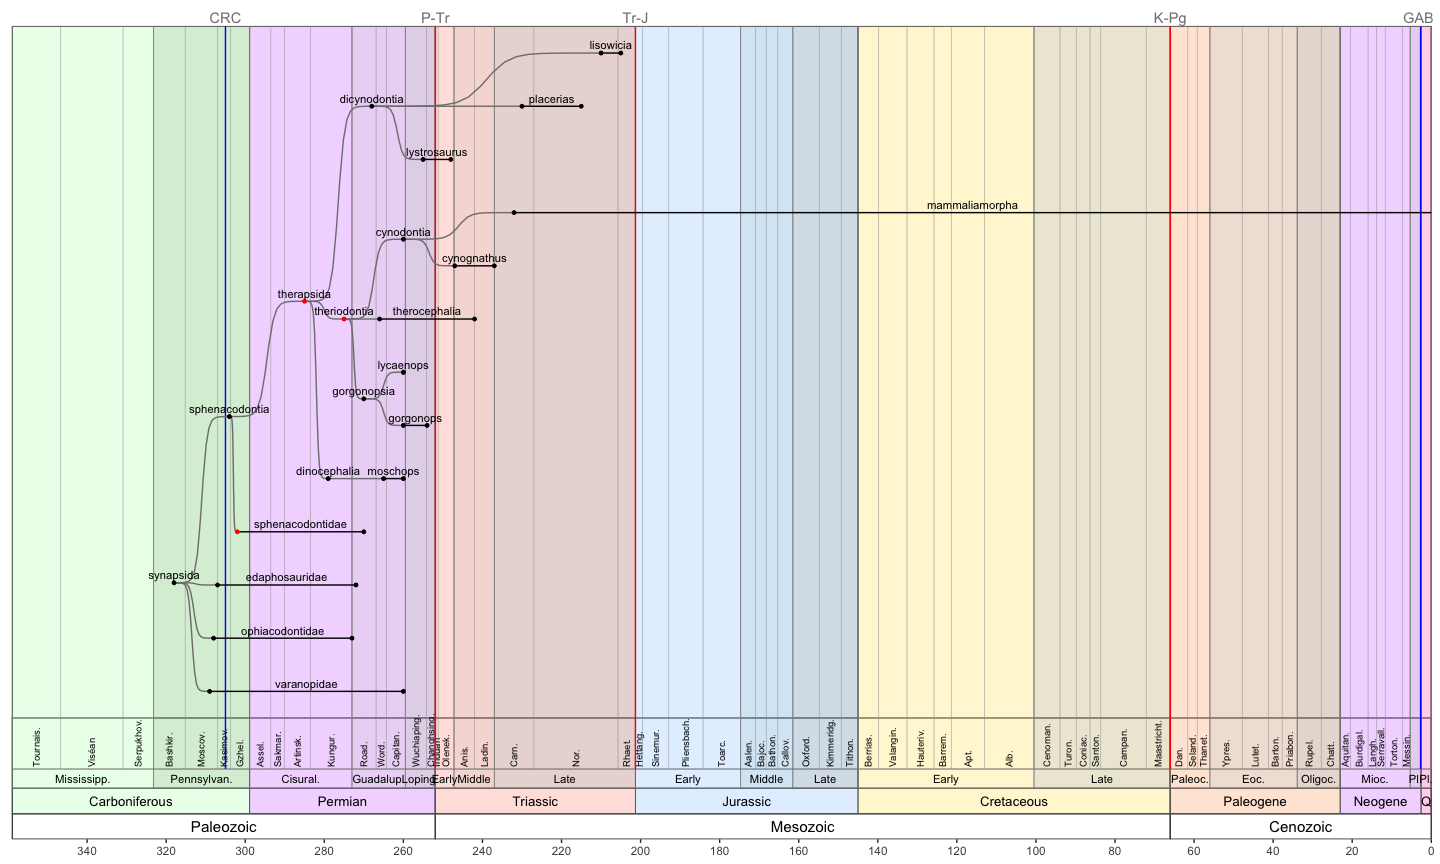 CRC P-Tr Tr-J K-Pg GAB
lisowicia
dicynodontia placerias
lystrosaurus
mammaliamorpha
cynodontia
cynognathus
therapsida
theriodontia therocephalia
lycaenops
gorgonopsia
sphenacodontia
gorgonops
dinocephalia moschops
sphenacodontidae
synapsida edaphosauridae
ophiacodontidae
varanopidae
Tournais. Viséan Serpukhov. Bashkir. Moscov. Kasimov. Gzhel. Assel. Sakmar. Artinsk. Kungur. Road. Word. Capitan. Wuchiaping. Changhsing. Induan Olenek. Anis. Ladin. Carn. Nor. Rhaet. Hettang. Sinemur. Pliensbach. Toarc. Aalen. Bajoc. Bathon. Callov. Oxford. Kimmeridg. Tithon. Berrias. Valangin. Hauteriv. Barrem. Apt. Alb. Cenoman. Turon. Coniac. Santon. Campan. Maastricht. Dan. Seland. Thanet. Ypres. Lutet. Barton. Priabon. Rupel. Chatt. Aquitan. Burdigal. Langh. Serravall. Torton. Messin.
Mississipp. Pennsylvan. Cisural. Guadalup Loping Early Middle Late Early Middle Late Early Late Paleoc. Eoc. Oligoc. Mioc. Pl Pl.
Carboniferous Permian Triassic Jurassic Cretaceous Paleogene Neogene Q
Paleozoic Mesozoic Cenozoic
340 320 300 280 260 240 220 200 180 160 140 120 100 80 60 40 20 0